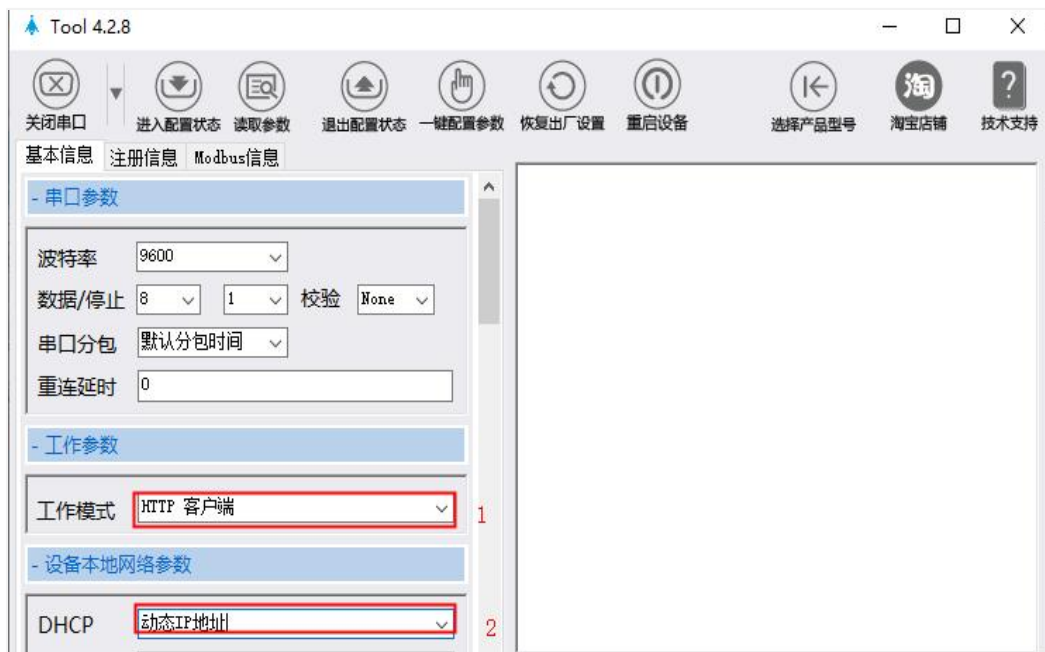 Tool 4.2.8
关闭串口 进入配置状态 读取参数 退出配置状态 一键配置参数 恢复出厂设置 重启设备 选择产品型号 淘 淘宝店铺 ? 技术支持
基本信息 注册信息 Modbus信息
- 串口参数
波特率 9600
数据/停止 8 1 校验 None
串口分包 默认分包时间
重连延时 0
- 工作参数
工作模式 HTTP 客户端 1
- 设备本地网络参数
DHCP 动态IP地址 2